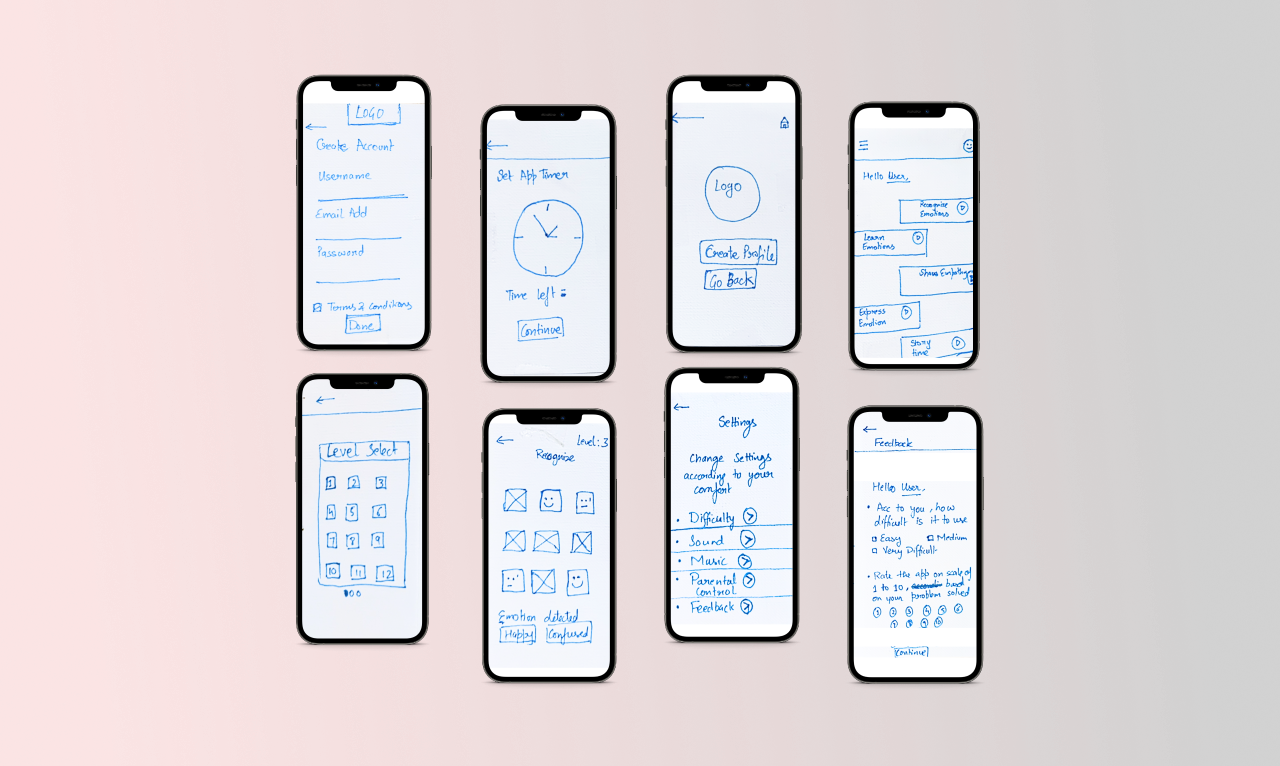 LOGO
Create Account
Username
Email Add
Password
Terms & conditions
Done
Set App Timer
Time left :
Continue
Logo
Create Profile
Go Back
Hello User,
Recognise
Emotions
Learn
Emotions
Show Empathy
Express
Emotion
Story
time
Level Select
1 2 3
4 5 6
7 8 9
10 11 12
Level: 3
Recognise
Emotion detected
Happy Confused
Settings
Change Settings
according to your
comfort
• Difficulty
• Sound
• Music
• Parental
Control
• Feedback
Feedback
Hello User,
• Acc to you, how
difficult is it to use
Easy Medium
Very Difficult
• Rate the app on scale of
1 to 10, based
on your problem solved
1 2 3 4 5 6
7 8 9 10
Continue